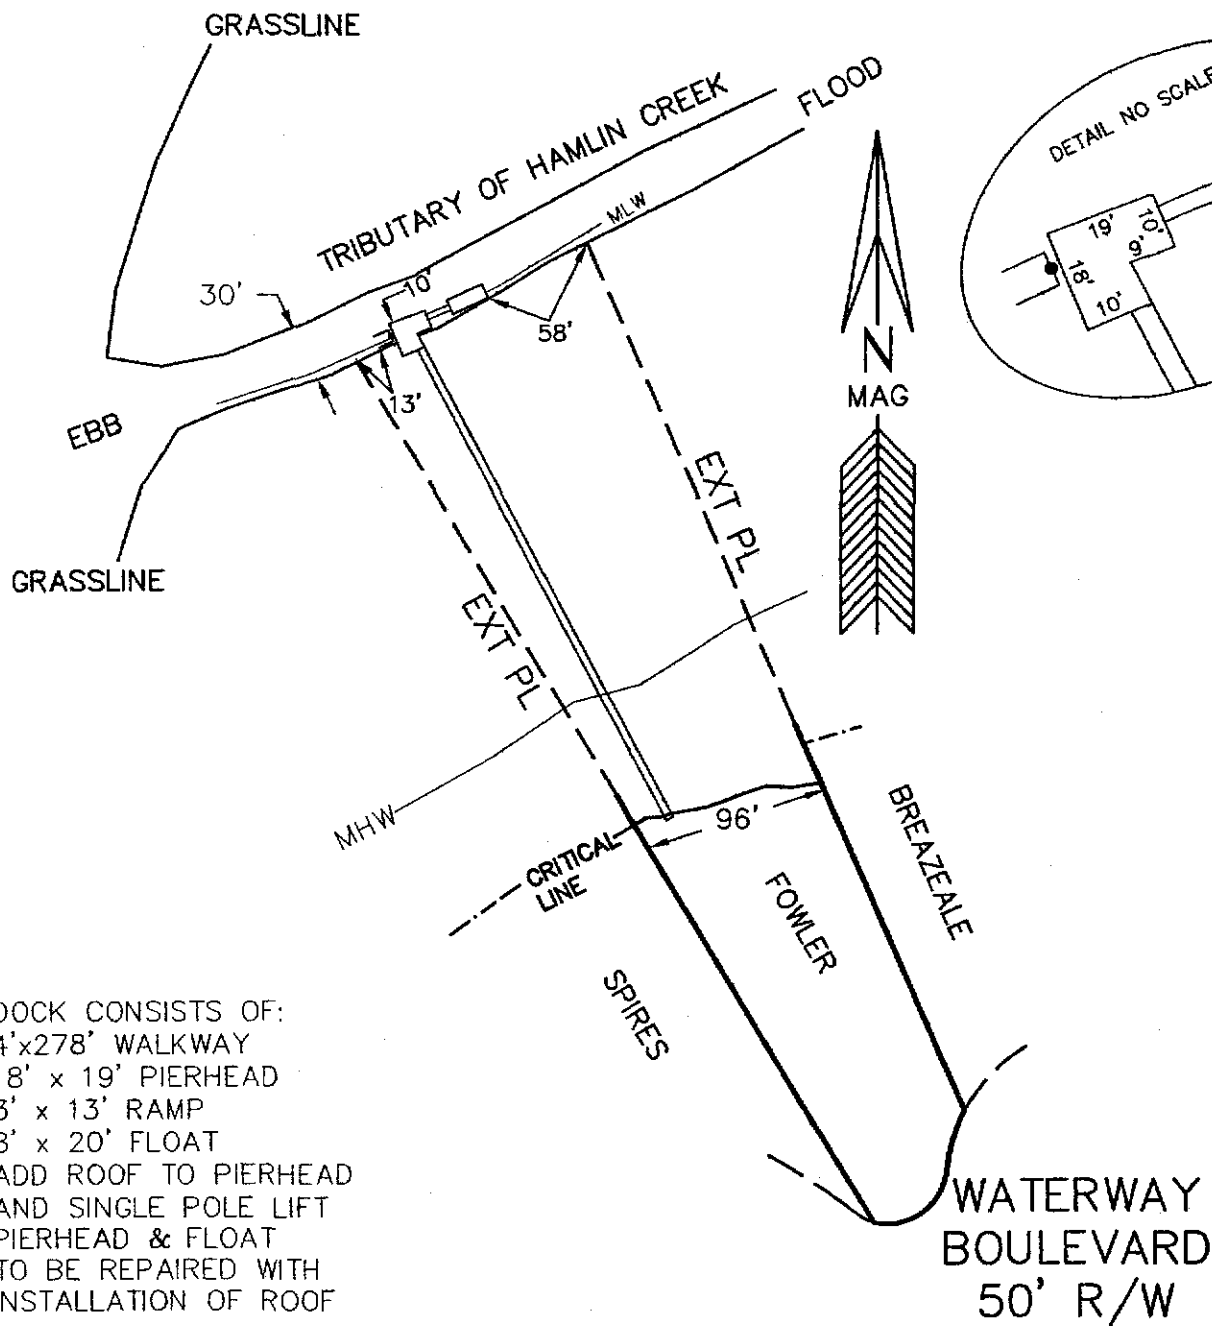 GRASSLINE
TRIBUTARY OF HAMLIN CREEK
FLOOD
DETAIL NO SCALE
MLW
30'
10'
58'
13'
EBB
GRASSLINE
19'
10'
9'
18'
10'
N
MAG
EXT PL
EXT PL
MHW
CRITICAL
LINE
96'
FOWLER
BREAZEALE
SPIRES
DOCK CONSISTS OF:
4'x278' WALKWAY
18' x 19' PIERHEAD
3' x 13' RAMP
8' x 20' FLOAT
ADD ROOF TO PIERHEAD
AND SINGLE POLE LIFT
PIERHEAD & FLOAT
TO BE REPAIRED WITH
INSTALLATION OF ROOF
WATERWAY
BOULEVARD
50' R/W